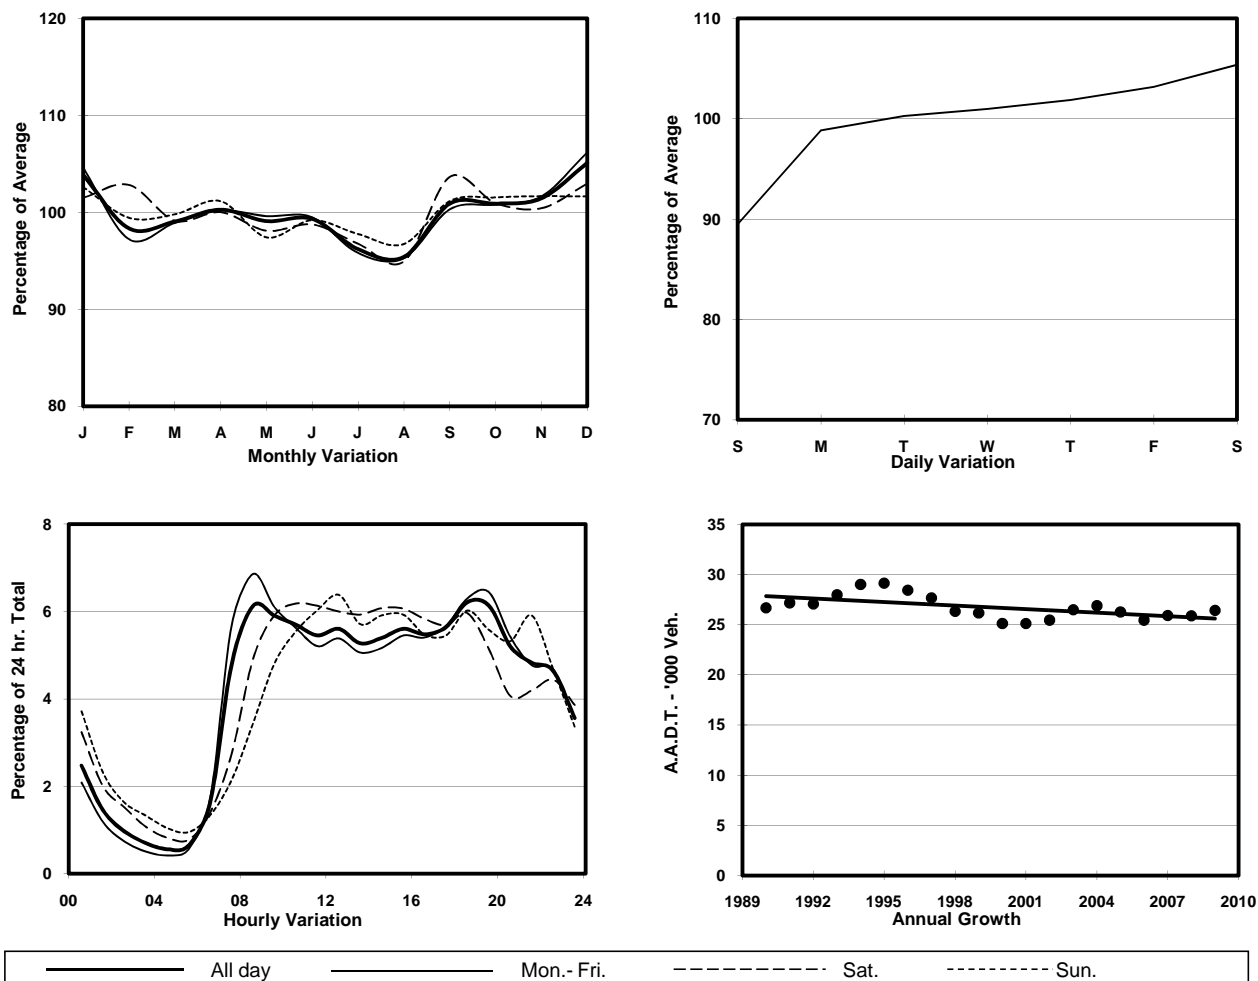 120
110
100
90
80
Percentage of Average
J F M A M J J A S O N D
Monthly Variation
110
100
90
80
70
Percentage of Average
S M T W T F S
Daily Variation
8
6
4
2
0
Percentage of 24 hr. Total
00 04 08 12 16 20 24
Hourly Variation
35
30
25
20
15
10
5
0
A.A.D.T. - '000 Veh.
1989 1992 1995 1998 2001 2004 2007 2010
Annual Growth
All day Mon.- Fri. Sat. Sun.